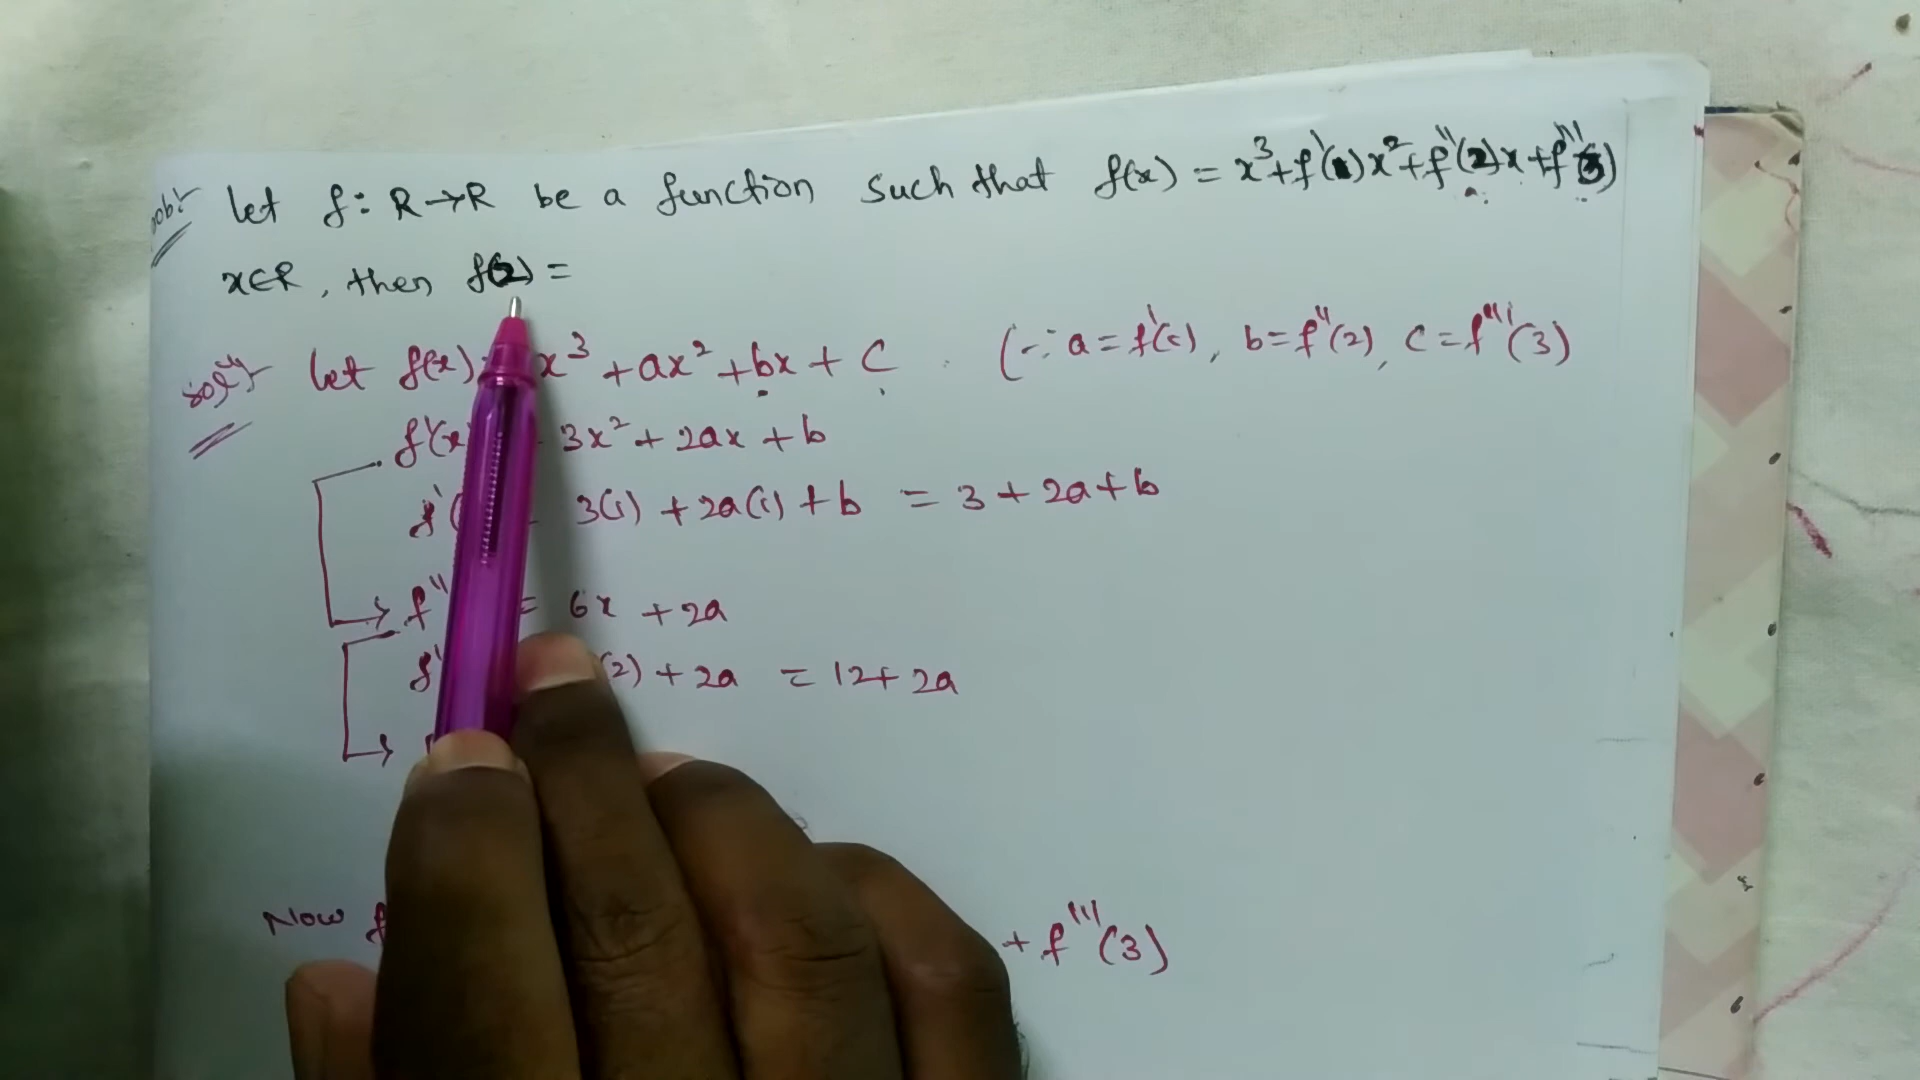 Let f: R→R be a function such that f(x) = x³+f'(1)x²+f''(2)x+f'''(3)
x∈R, then f(2) =
Let f(x) x³ +ax² +bx + C (∵ a = f'(1), b=f''(2), c=f'''(3)
f'(x) 3x² + 2ax + b
f'( 3(1) + 2a(1) + b = 3 + 2a + b
f'' = 6x + 2a
f' (2) + 2a = 12 + 2a
Now f + f'''(3)